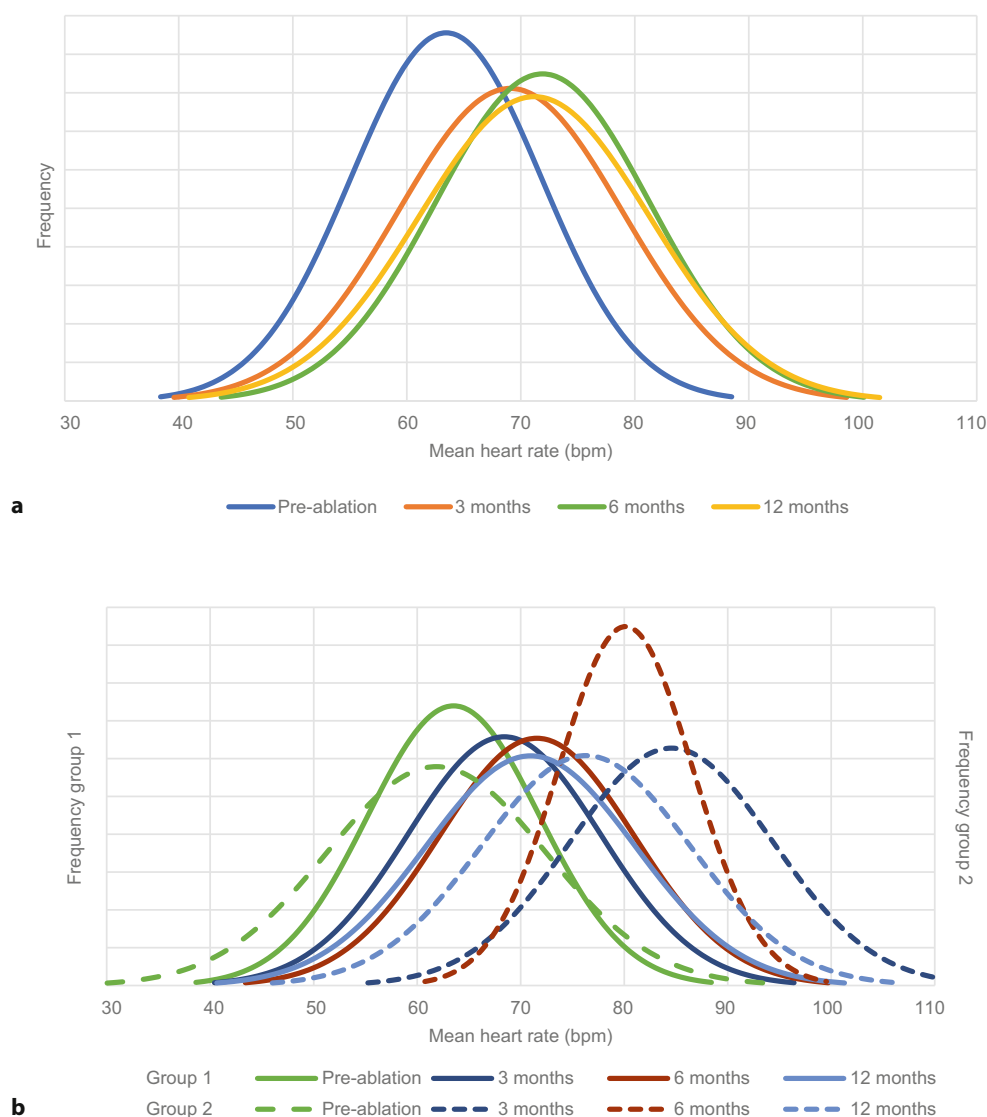 Frequency
30 40 50 60 70 80 90 100 110
Mean heart rate (bpm)
a
Pre-ablation 3 months 6 months 12 months
Frequency group 1
Frequency group 2
30 40 50 60 70 80 90 100 110
Mean heart rate (bpm)
Group 1 Pre-ablation 3 months 6 months 12 months
b Group 2 Pre-ablation 3 months 6 months 12 months